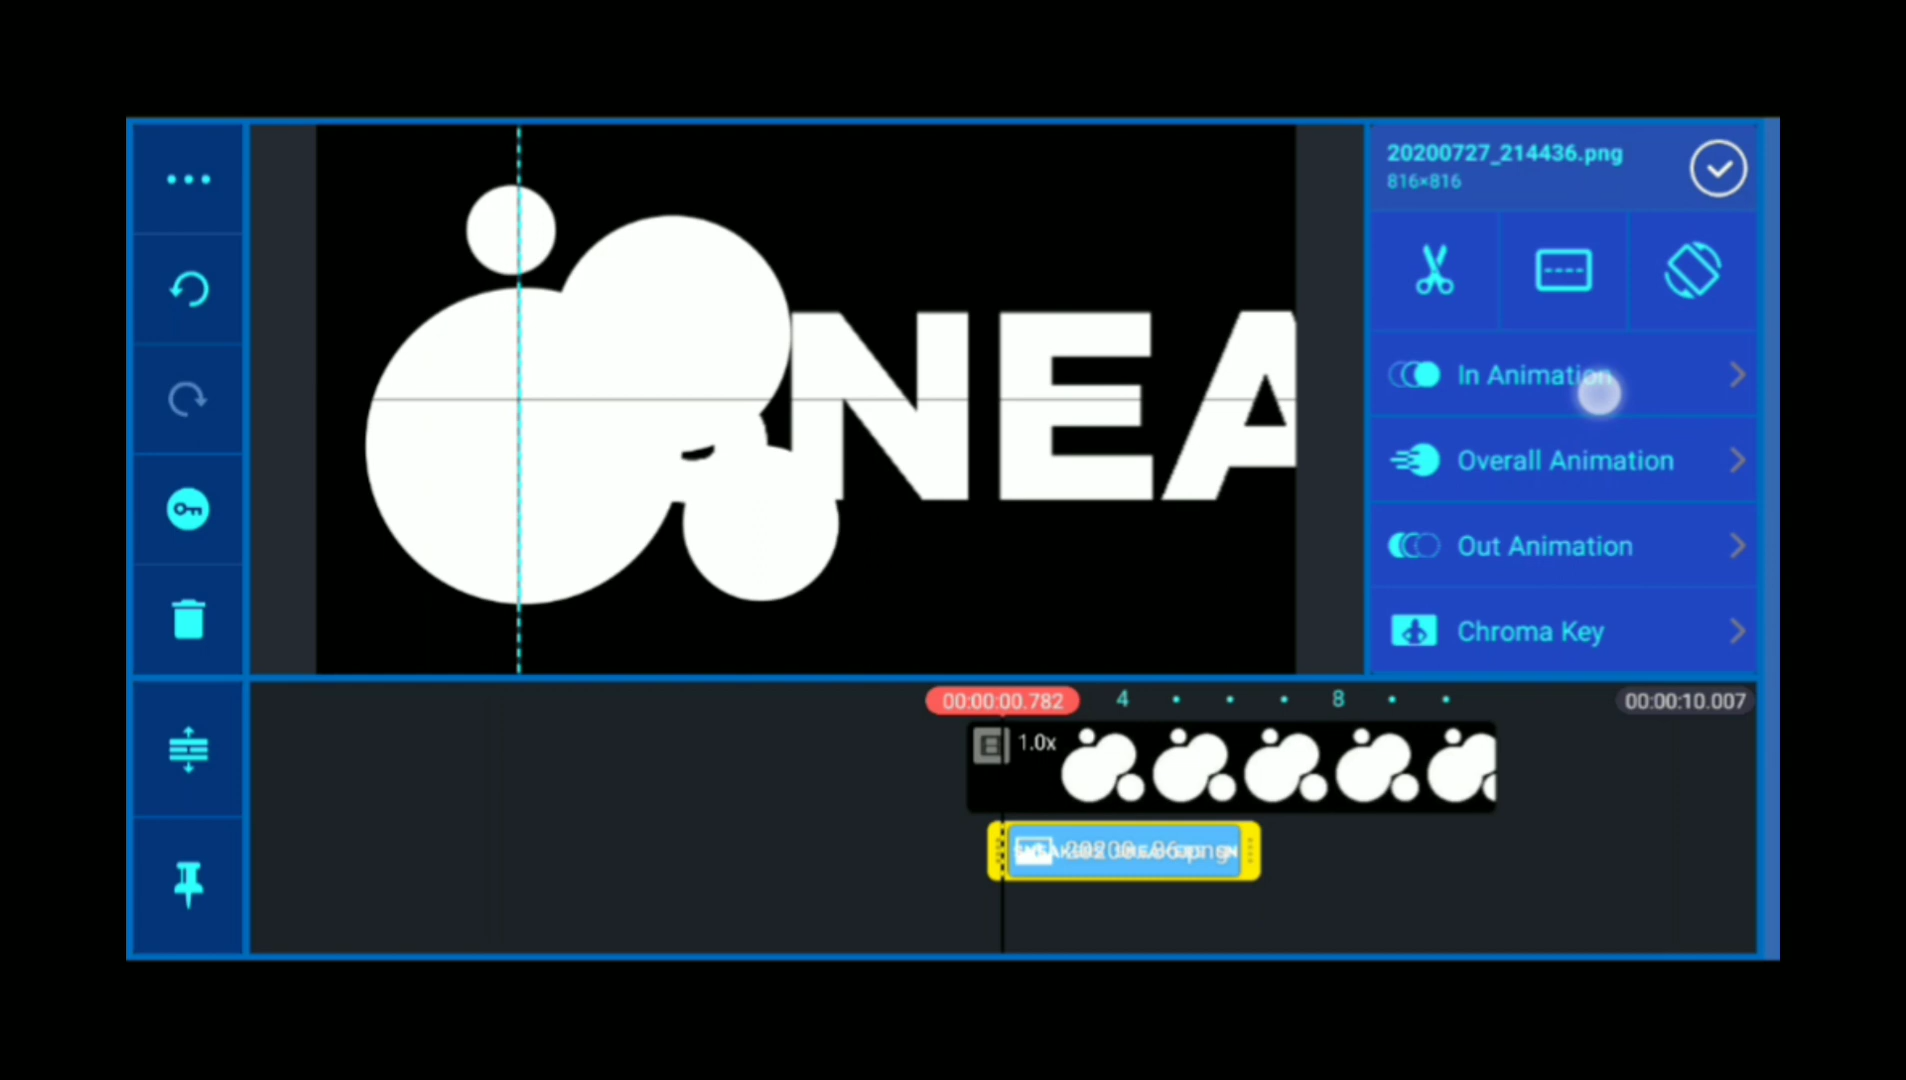 NEA
20200727_214436.png
816×816
In Animation
Overall Animation
Out Animation
Chroma Key
00:00:00.782
4
8
00:00:10.007
1.0x